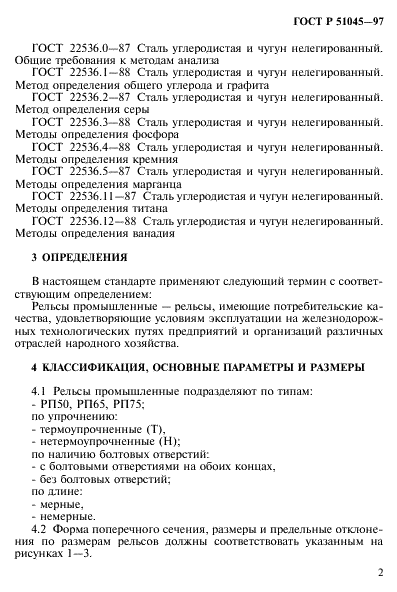 ГОСТ Р 51045—97
ГОСТ 22536.0—87 Сталь углеродистая и чугун нелегированный.
Общие требования к методам анализа
ГОСТ 22536.1—88 Сталь углеродистая и чугун нелегированный.
Метод определения общего углерода и графита
ГОСТ 22536.2—87 Сталь углеродистая и чугун нелегированный.
Метод определения серы
ГОСТ 22536.3—88 Сталь углеродистая и чугун нелегированный.
Методы определения фосфора
ГОСТ 22536.4—88 Сталь углеродистая и чугун нелегированный.
Методы определения кремния
ГОСТ 22536.5—87 Сталь углеродистая и чугун нелегированный.
Методы определения марганца
ГОСТ 22536.11—87 Сталь углеродистая и чугун нелегированный.
Методы определения титана
ГОСТ 22536.12—88 Сталь углеродистая и чугун нелегированный.
Методы определения ванадия
3 ОПРЕДЕЛЕНИЯ
В настоящем стандарте применяют следующий термин с соответ-
ствующим определением:
Рельсы промышленные — рельсы, имеющие потребительские ка-
чества, удовлетворяющие условиям эксплуатации на железнодорож-
ных технологических путях предприятий и организаций различных
отраслей народного хозяйства.
4 КЛАССИФИКАЦИЯ, ОСНОВНЫЕ ПАРАМЕТРЫ И РАЗМЕРЫ
4.1 Рельсы промышленные подразделяют по типам:
- РП50, РП65, РП75;
по упрочнению:
- термоупрочненные (Т),
- нетермоупрочненные (Н);
по наличию болтовых отверстий:
- с болтовыми отверстиями на обоих концах,
- без болтовых отверстий;
по длине:
- мерные,
- немерные.
4.2 Форма поперечного сечения, размеры и предельные отклоне-
ния по размерам рельсов должны соответствовать указанным на
рисунках 1—3.
2